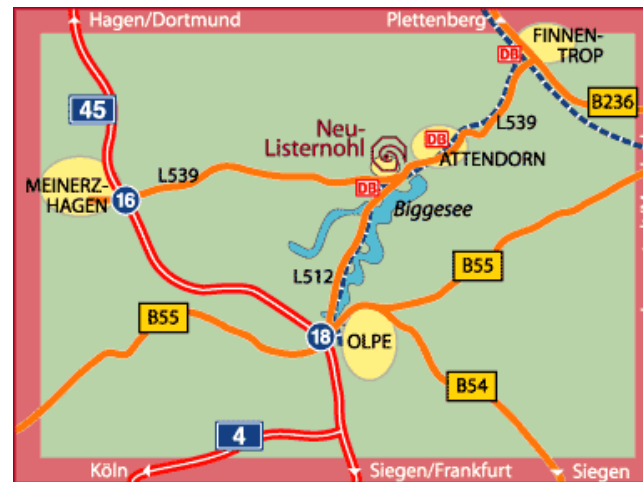 Hagen/Dortmund
Plettenberg
FINNEN-
TROP
DB
B236
45
L539
Neu-
Listernohl
DB
ATTENDORN
MEINERZ-
HAGEN
L539
16
DB
Biggesee
L512
B55
B55
18
OLPE
B54
4
Köln
Siegen/Frankfurt
Siegen